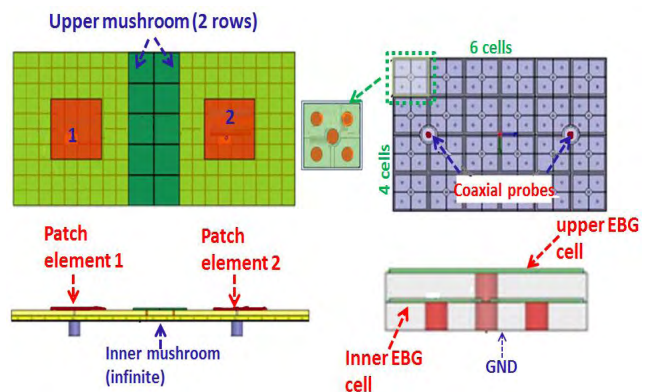 Upper mushroom (2 rows)
1
2
6 cells
4 cells
Coaxial probes
Patch
element 1
Patch
element 2
Inner mushroom
(infinite)
upper EBG
cell
Inner EBG
cell
GND